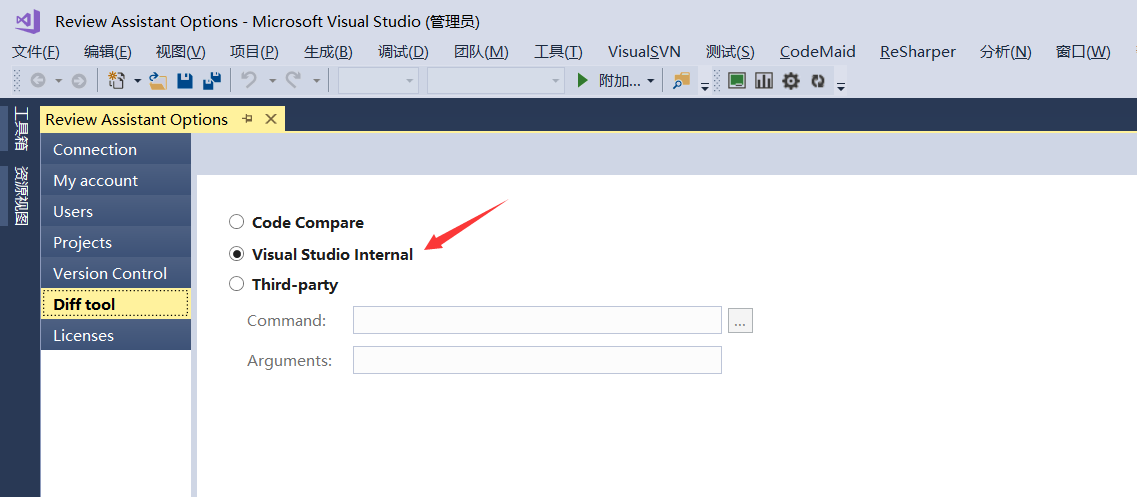 Review Assistant Options - Microsoft Visual Studio (管理员)
文件(F) 编辑(E) 视图(V) 项目(P) 生成(B) 调试(D) 团队(M) 工具(T) VisualSVN 测试(S) CodeMaid ReSharper 分析(N) 窗口(W)
附加...
工具箱
资源视图
Review Assistant Options
Connection
My account
Users
Projects
Version Control
Diff tool
Licenses
Code Compare
Visual Studio Internal
Third-party
Command:
...
Arguments: